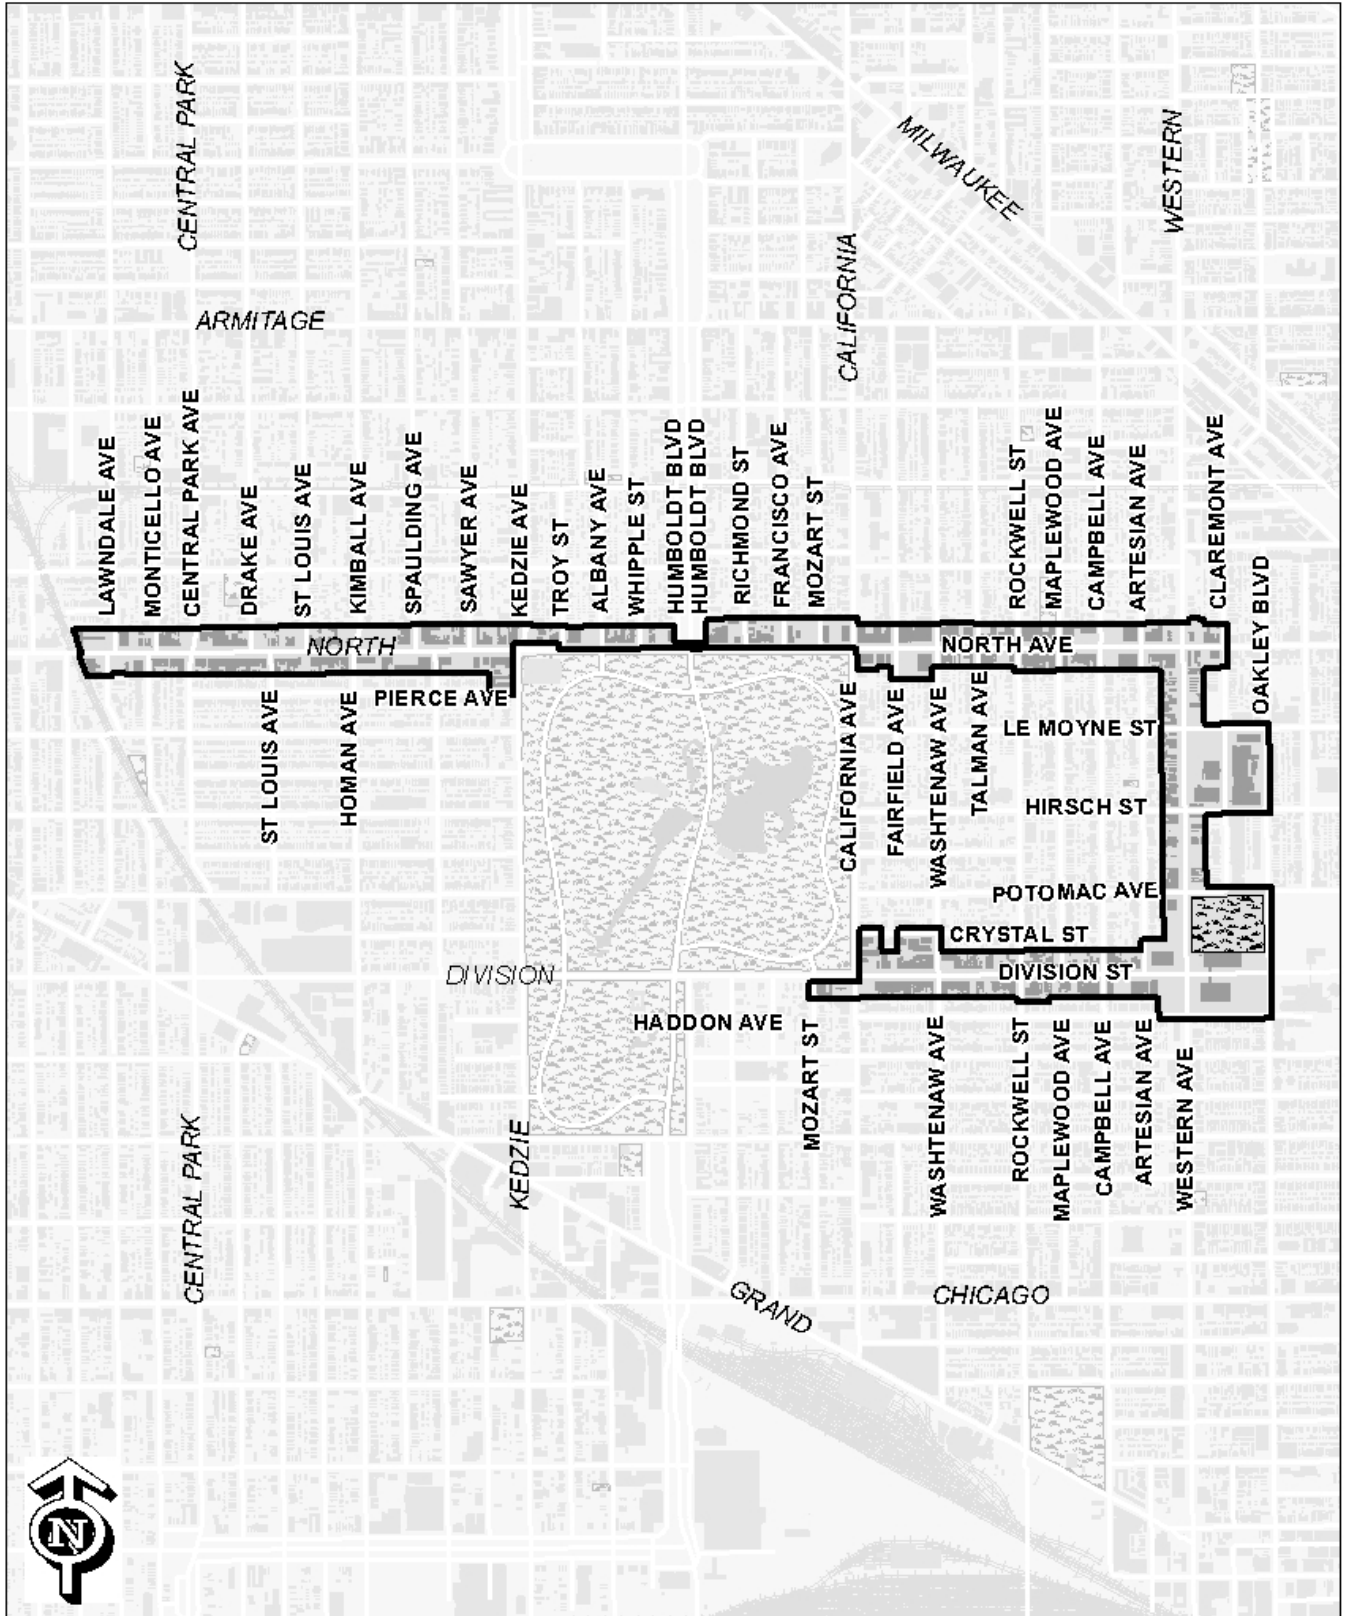 CENTRAL PARK
MILWAUKEE
WESTERN
CALIFORNIA
ARMITAGE
LAWNDALE AVE
MONTICELLO AVE
CENTRAL PARK AVE
DRAKE AVE
ST LOUIS AVE
KIMBALL AVE
SPAULDING AVE
SAWYER AVE
KEDZIE AVE
TROY ST
ALBANY AVE
WHIPPLE ST
HUMBOLDT BLVD
HUMBOLDT BLVD
RICHMOND ST
FRANCISCO AVE
MOZART ST
ROCKWELL ST
MAPLEWOOD AVE
CAMPBELL AVE
ARTESIAN AVE
CLAREMONT AVE
OAKLEY BLVD
NORTH
NORTH AVE
PIERCE AVE
ST LOUIS AVE
HOMAN AVE
CALIFORNIA AVE
FAIRFIELD AVE
WASHTENAW AVE
TALMAN AVE
LE MOYNE ST
HIRSCH ST
POTOMAC AVE
CRYSTAL ST
DIVISION
DIVISION ST
HADDON AVE
MOZART ST
WASHTENAW AVE
ROCKWELL ST
MAPLEWOOD AVE
CAMPBELL AVE
ARTESIAN AVE
WESTERN AVE
CENTRAL PARK
KEDZIE
GRAND
CHICAGO
N